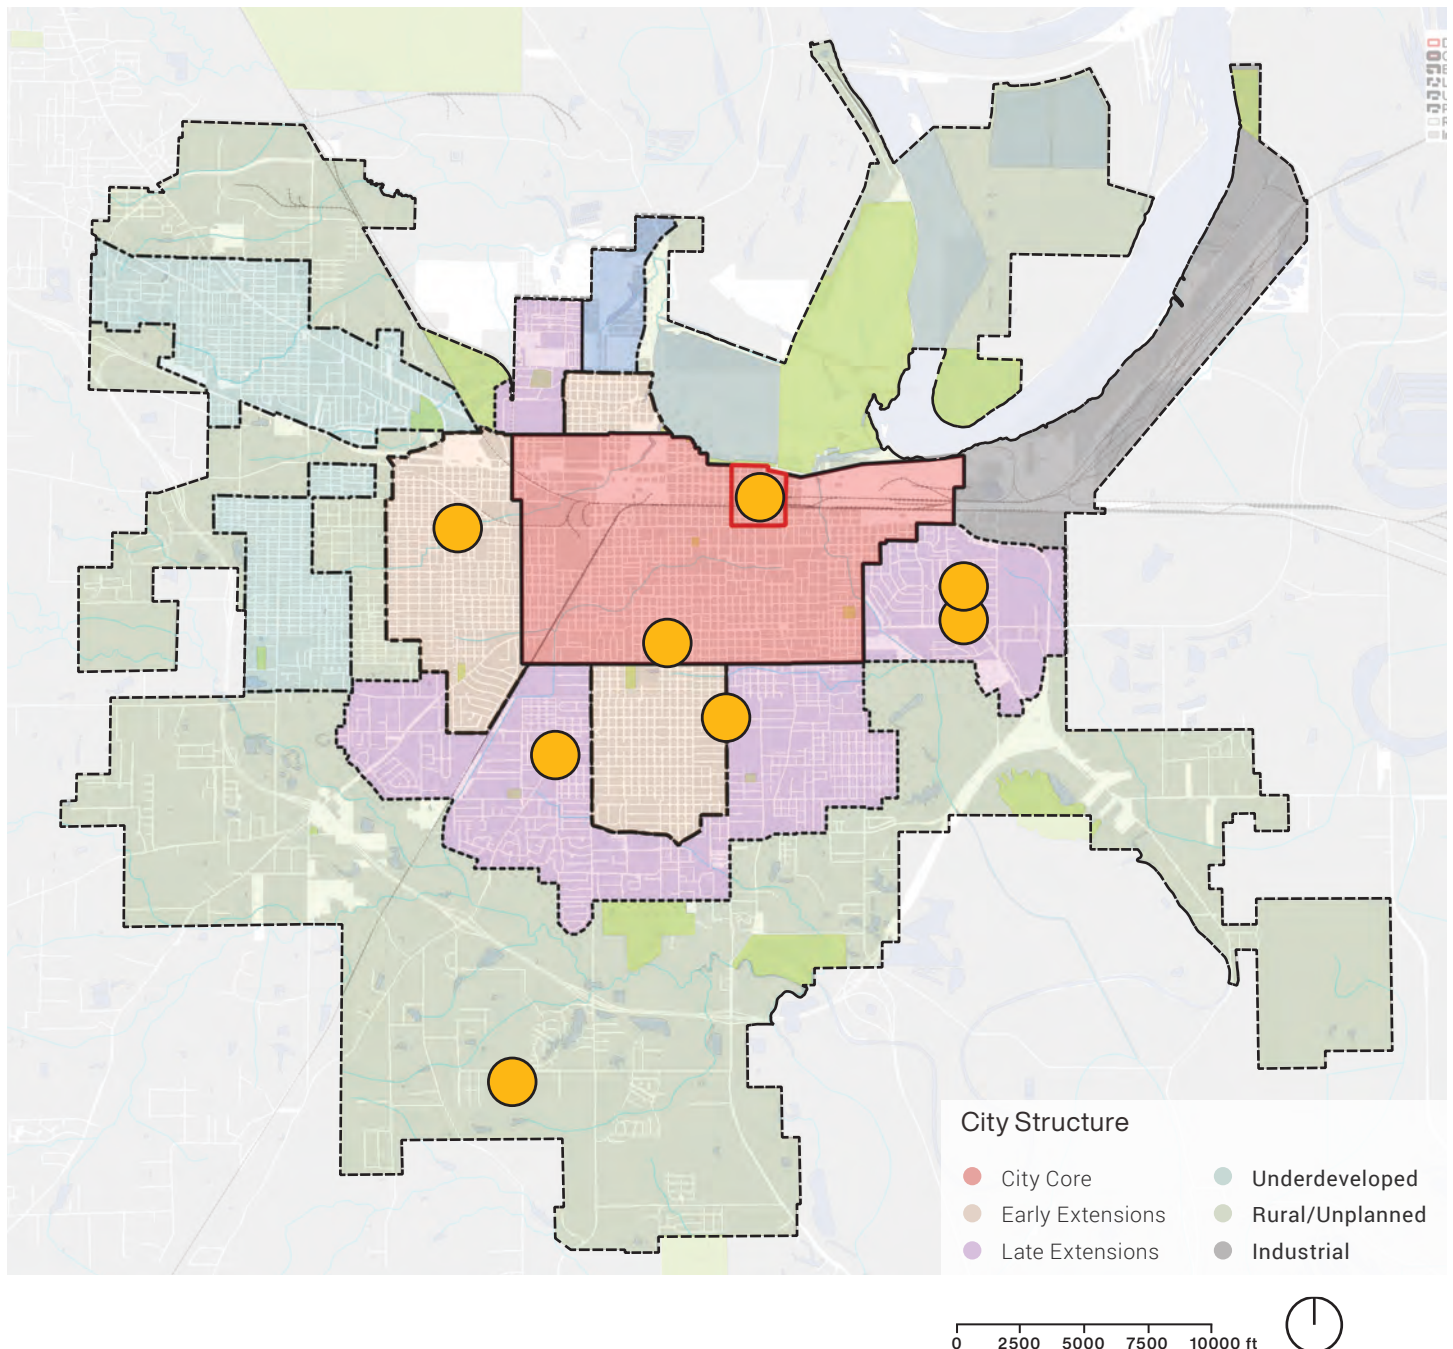 City Structure
City Core
Early Extensions
Late Extensions
Underdeveloped
Rural/Unplanned
Industrial
0 2500 5000 7500 10000 ft